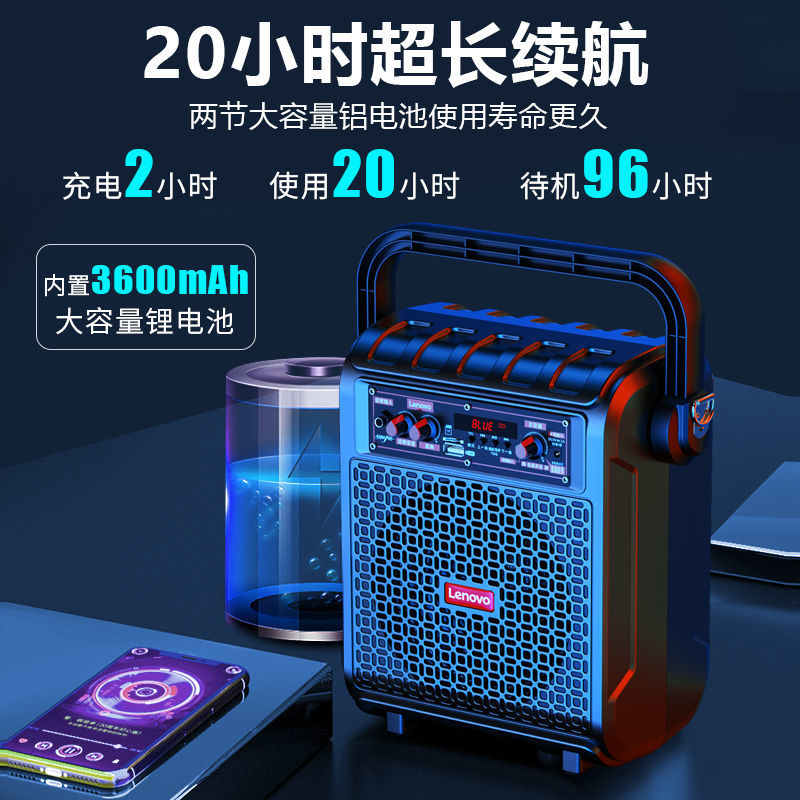 20小时超长续航
两节大容量铝电池使用寿命更久
充电2小时 使用20小时 待机96小时
内置3600mAh
大容量锂电池
Lenovo
BLUE
Lenovo